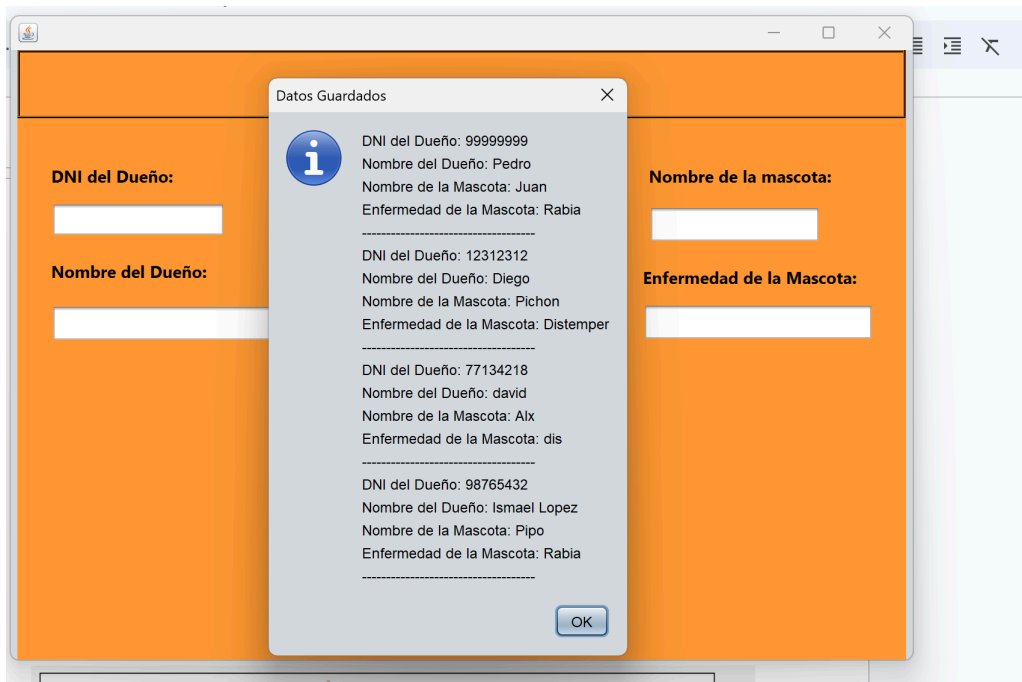 Datos Guardados
DNI del Dueño: 99999999
Nombre del Dueño: Pedro
Nombre de la Mascota: Juan
Enfermedad de la Mascota: Rabia
------------------------------------
DNI del Dueño: 12312312
Nombre del Dueño: Diego
Nombre de la Mascota: Pichon
Enfermedad de la Mascota: Distemper
------------------------------------
DNI del Dueño: 77134218
Nombre del Dueño: david
Nombre de la Mascota: Alx
Enfermedad de la Mascota: dis
------------------------------------
DNI del Dueño: 98765432
Nombre del Dueño: Ismael Lopez
Nombre de la Mascota: Pipo
Enfermedad de la Mascota: Rabia
------------------------------------
OK
DNI del Dueño:
Nombre del Dueño:
Nombre de la mascota:
Enfermedad de la Mascota: